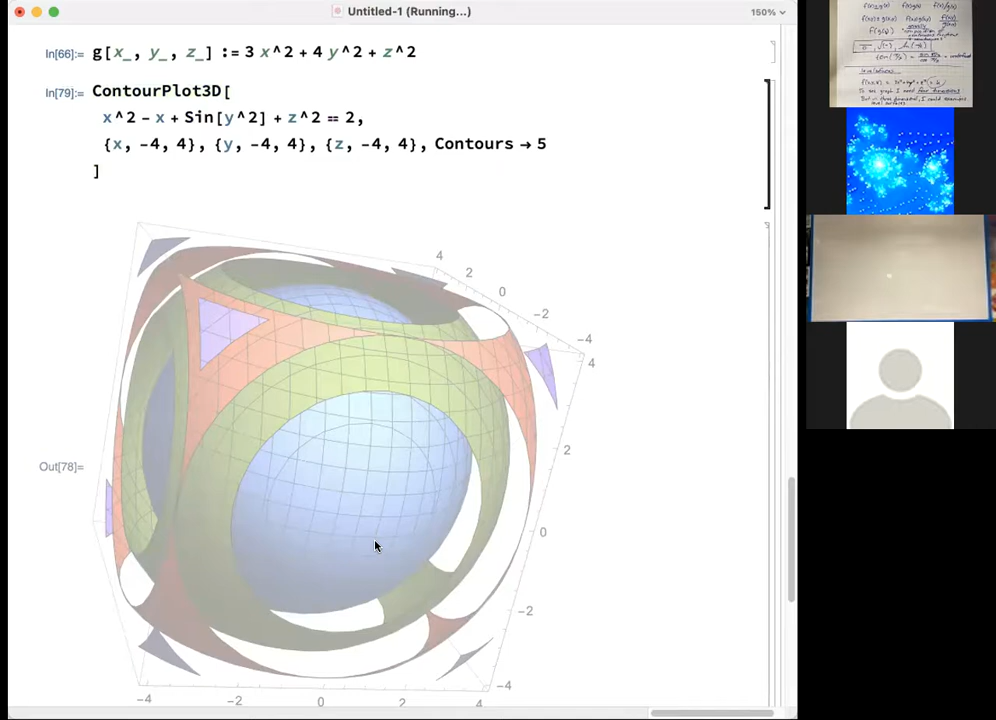 Untitled-1 (Running...)
150%
In[66]:= g[x_, y_, z_] := 3 x^2 + 4 y^2 + z^2
In[79]:= ContourPlot3D[
x^2 - x + Sin[y^2] + z^2 == 2,
{x, -4, 4}, {y, -4, 4}, {z, -4, 4}, Contours → 5
]
4
2
0
-2
-4
4
2
Out[78]=
0
-2
-4
-4
-2
0
2
4